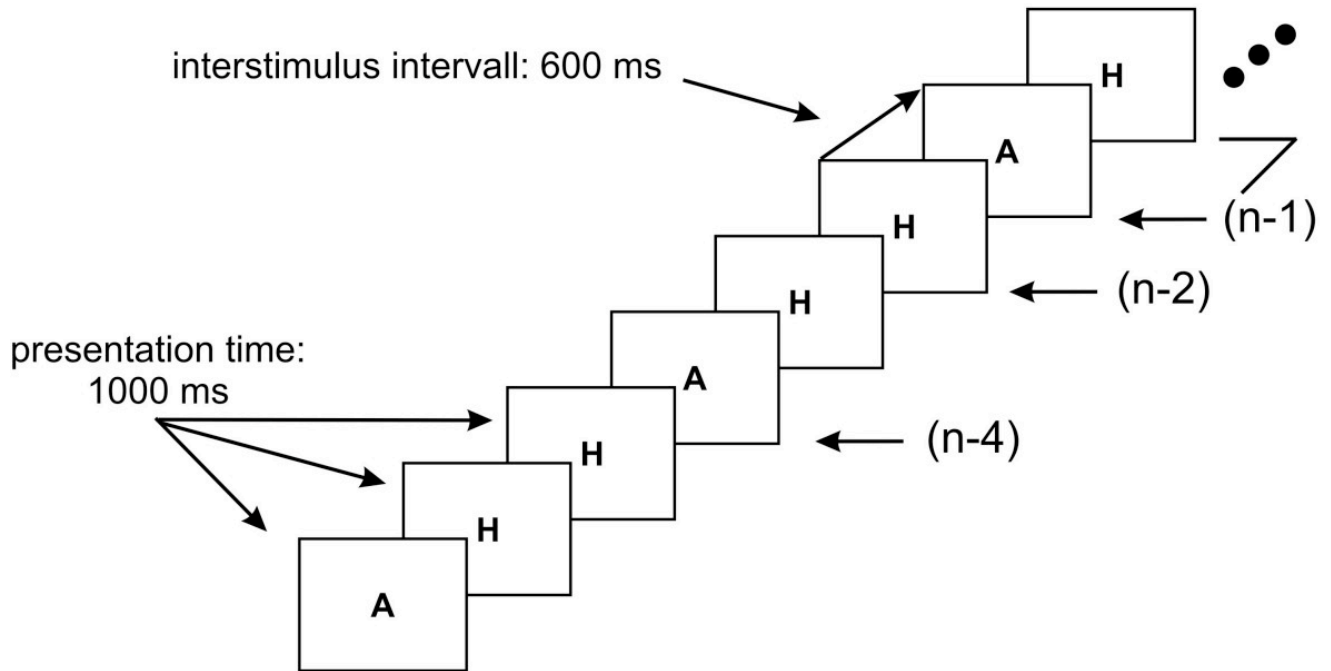 H
interstimulus intervall: 600 ms
A
(n-1)
H
(n-2)
H
presentation time:
1000 ms
A
(n-4)
H
H
A